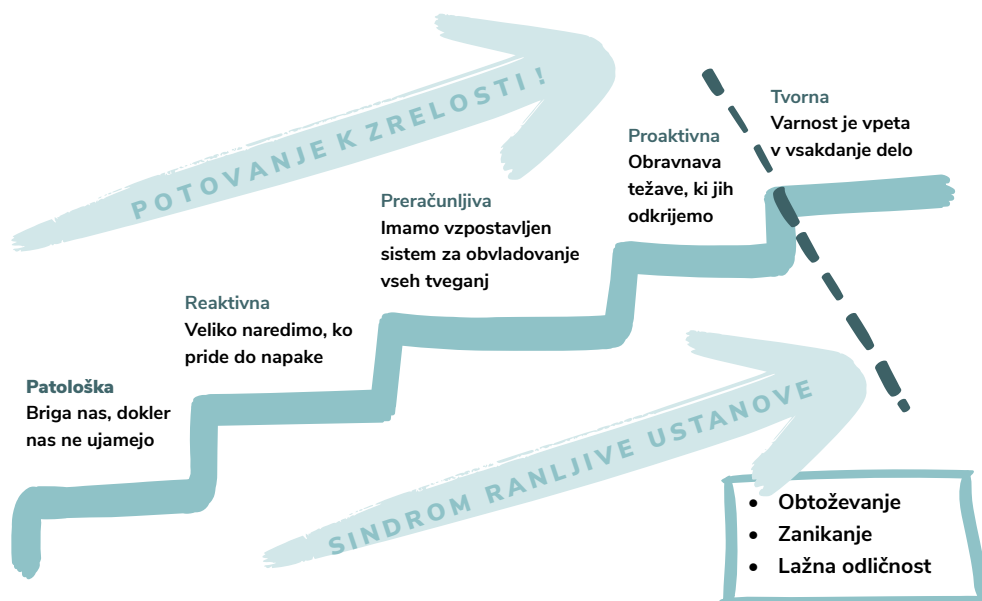 POTOVANJE K ZRELOSTI !
Tvorna
Varnost je vpeta
v vsakdanje delo
Proaktivna
Obravnava
težave, ki jih
odkrijemo
Preračunljiva
Imamo vzpostavljen
sistem za obvladovanje
vseh tveganj
Reaktivna
Veliko naredimo, ko
pride do napake
Patološka
Briga nas, dokler
nas ne ujamejo
SINDROM RANLJIVE USTANOVE
• Obtoževanje
• Zanikanje
• Lažna odličnost